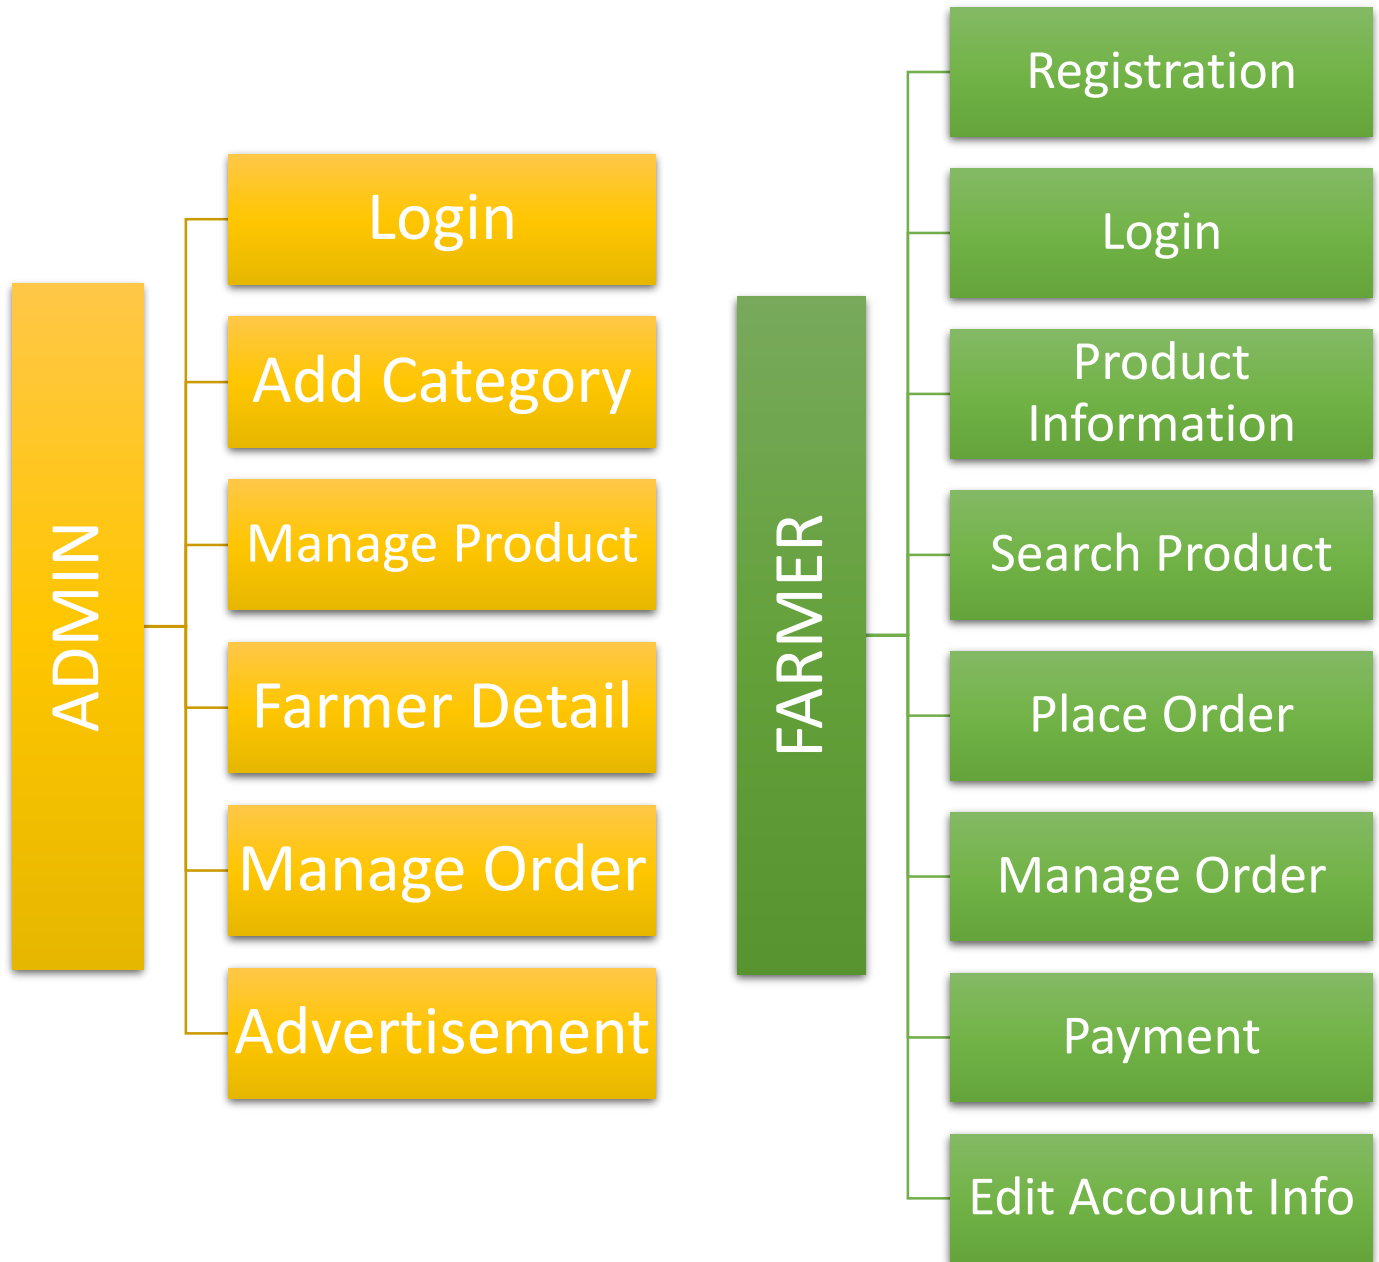 ADMIN
Login
Add Category
Manage Product
Farmer Detail
Manage Order
Advertisement
FARMER
Registration
Login
Product
Information
Search Product
Place Order
Manage Order
Payment
Edit Account Info